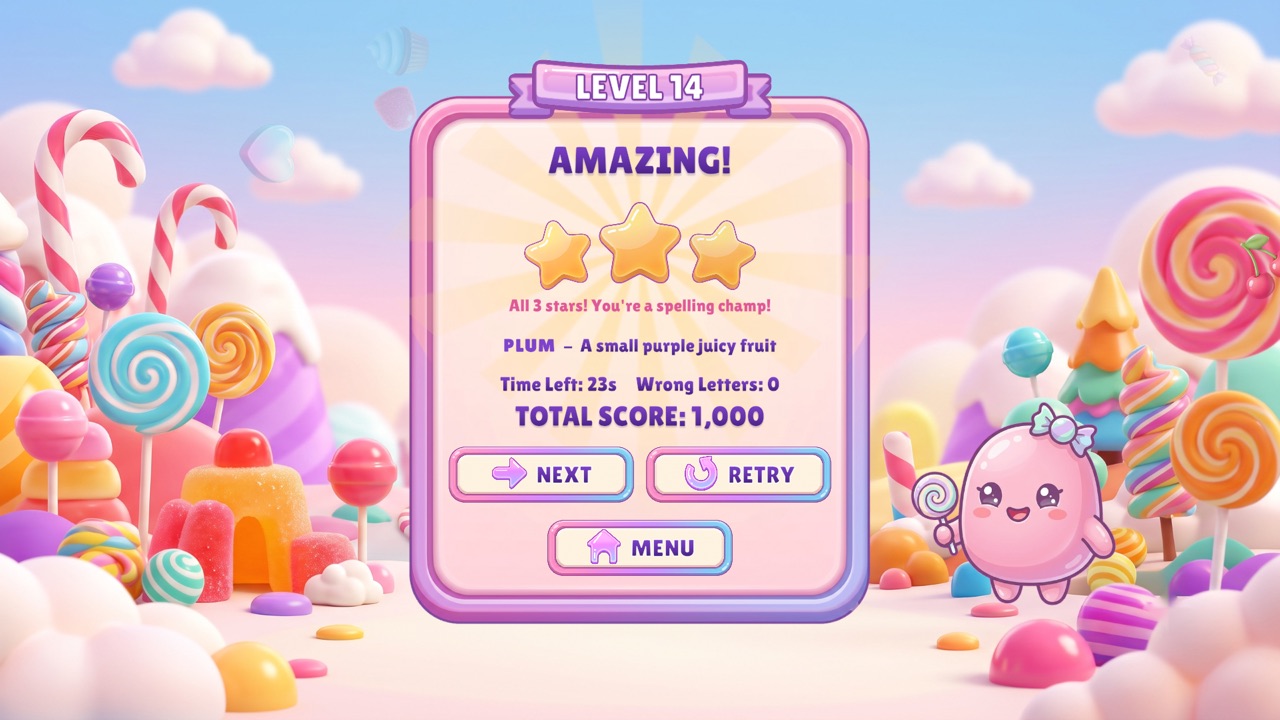 LEVEL 14
AMAZING!
All 3 stars! You're a spelling champ!
PLUM – A small purple juicy fruit
Time Left: 23s Wrong Letters: 0
TOTAL SCORE: 1,000
NEXT RETRY
MENU